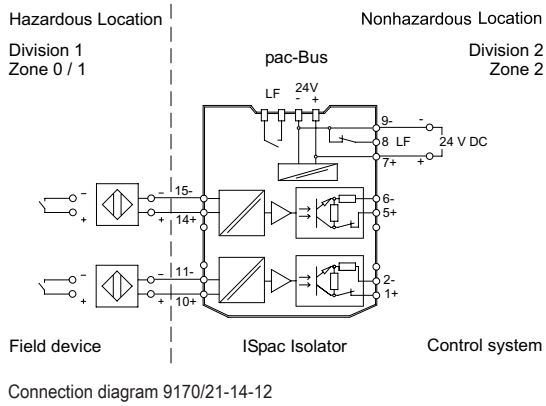 Hazardous Location
Nonhazardous Location
Division 1
Zone 0 / 1
Division 2
Zone 2
pac-Bus
LF
24V
- +
9-
-
8 LF
24 V DC
7+
+
- - 15-
+ + 14+
6-
5+
- - 11-
+ + 10+
2-
1+
Field device
ISpac Isolator
Control system
Connection diagram 9170/21-14-12